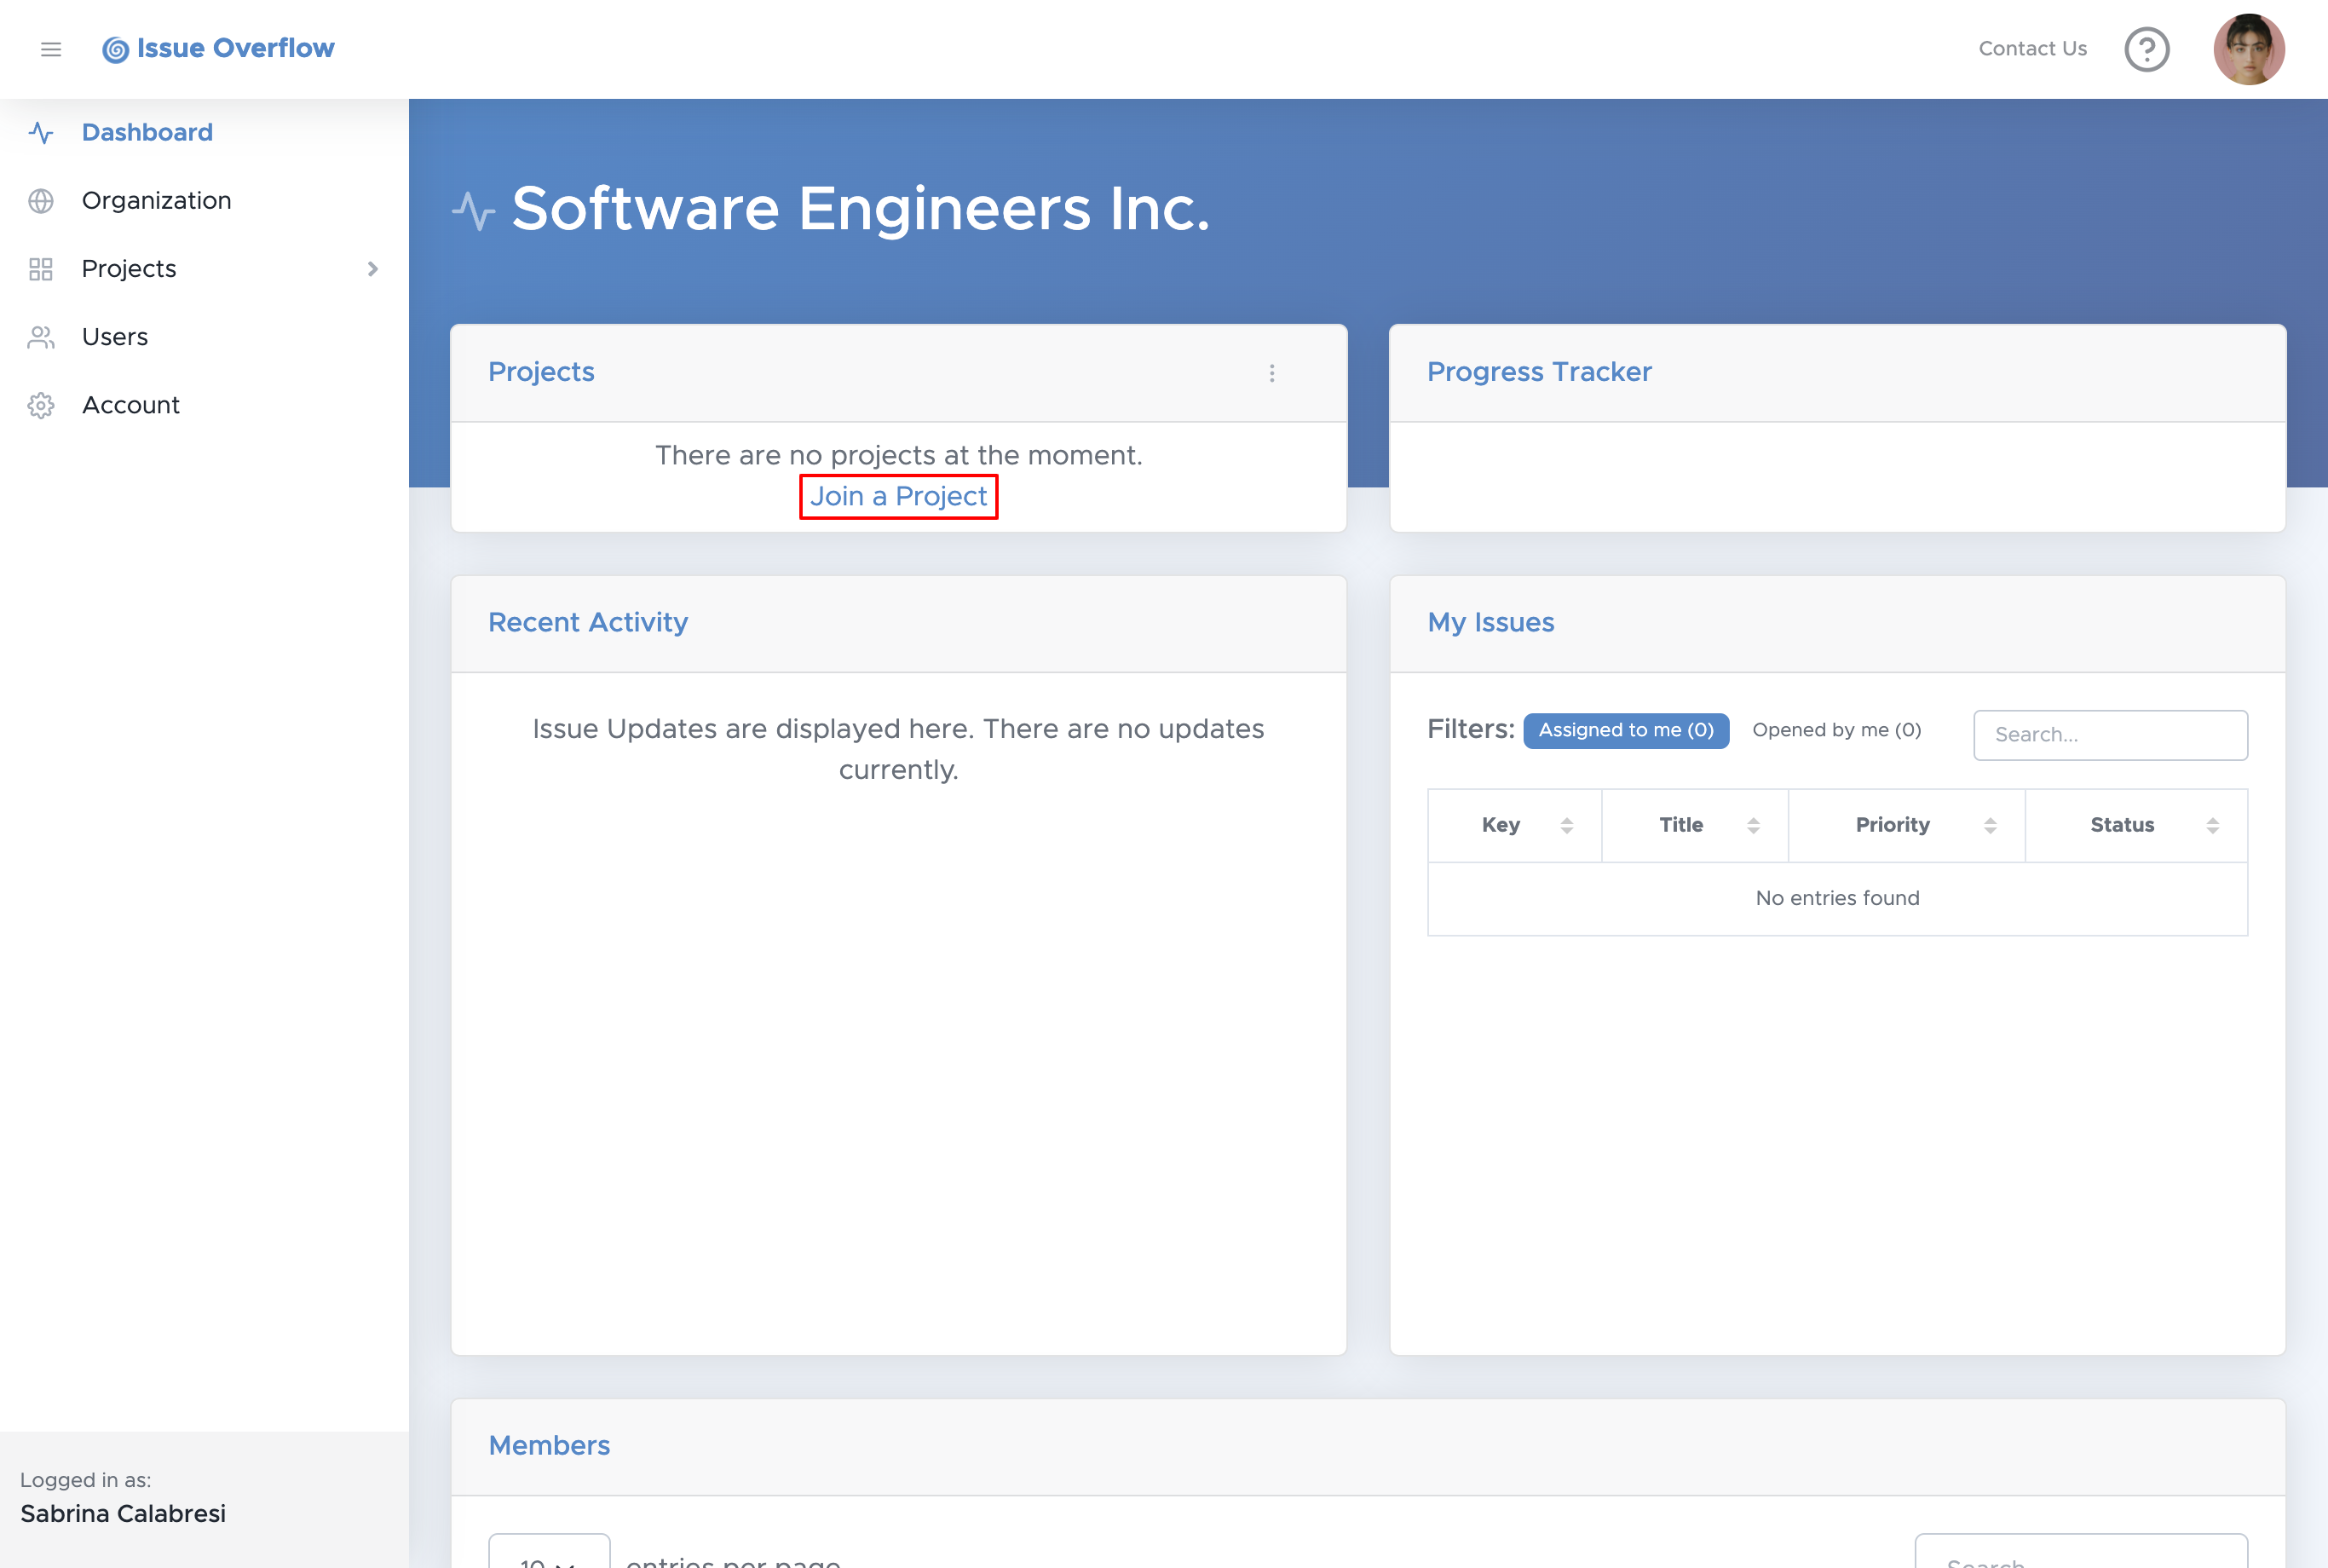 Issue Overflow
Contact Us
Dashboard
Organization
Projects
Users
Account
Software Engineers Inc.
Projects
There are no projects at the moment.
Join a Project
Progress Tracker
Recent Activity
Issue Updates are displayed here. There are no updates
currently.
My Issues
Filters: Assigned to me (0) Opened by me (0) Search...
Key Title Priority Status
No entries found
Members
10 entries per page
Search...
Logged in as:
Sabrina Calabresi